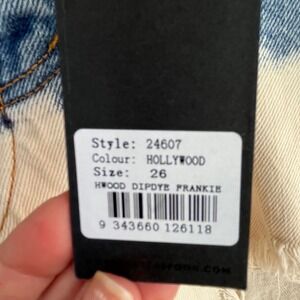 Style: 24607
Colour: HOLLYWOOD
Size: 26
HWOOD DIPDYE FRANKIE
9 343660 126118